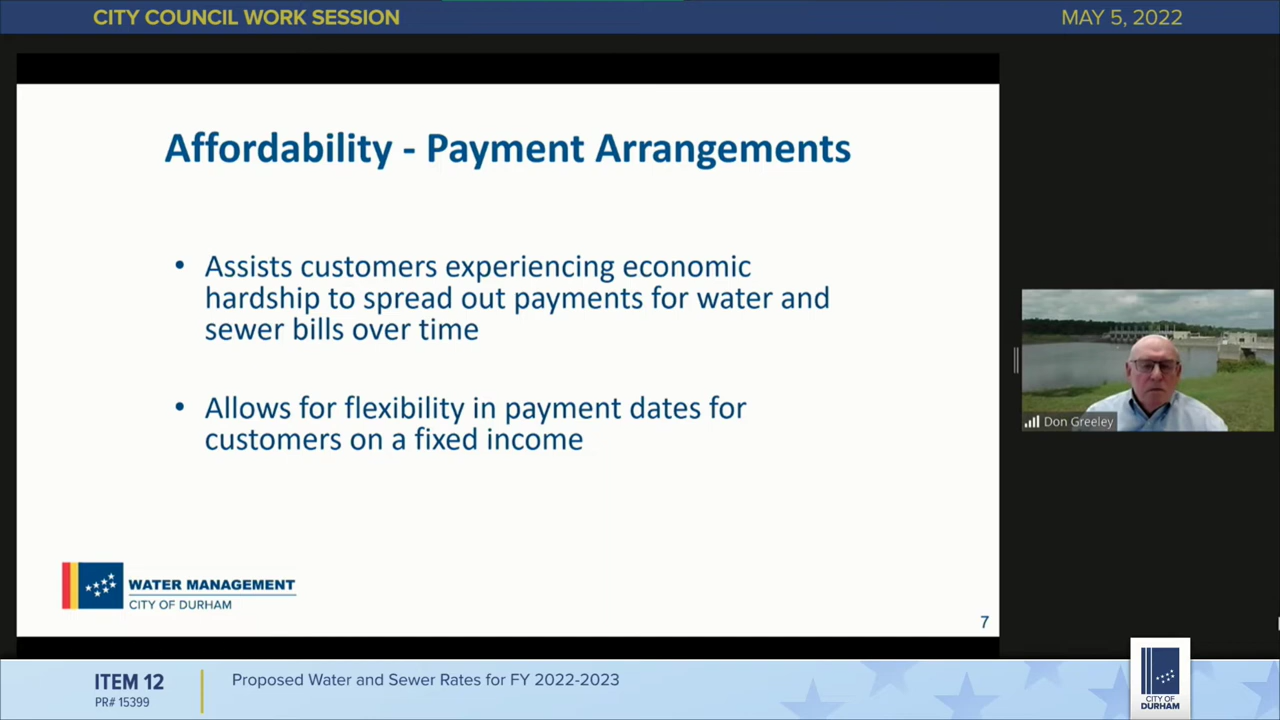 CITY COUNCIL WORK SESSION
MAY 5, 2022
Affordability - Payment Arrangements
• Assists customers experiencing economic
hardship to spread out payments for water and
sewer bills over time
• Allows for flexibility in payment dates for
customers on a fixed income
WATER MANAGEMENT
CITY OF DURHAM
7
Don Greeley
ITEM 12
PR# 15399
Proposed Water and Sewer Rates for FY 2022-2023
CITY OF
DURHAM